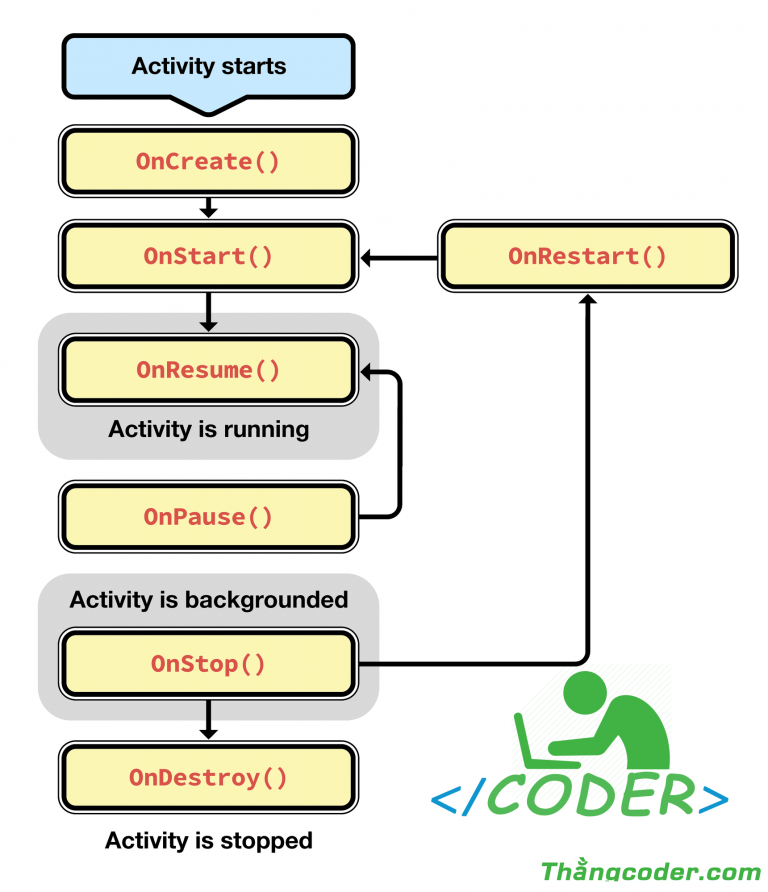 Activity starts
OnCreate()
OnStart()
OnRestart()
OnResume()
Activity is running
OnPause()
Activity is backgrounded
OnStop()
OnDestroy()
Activity is stopped
</CODER>
Thằngcoder.com